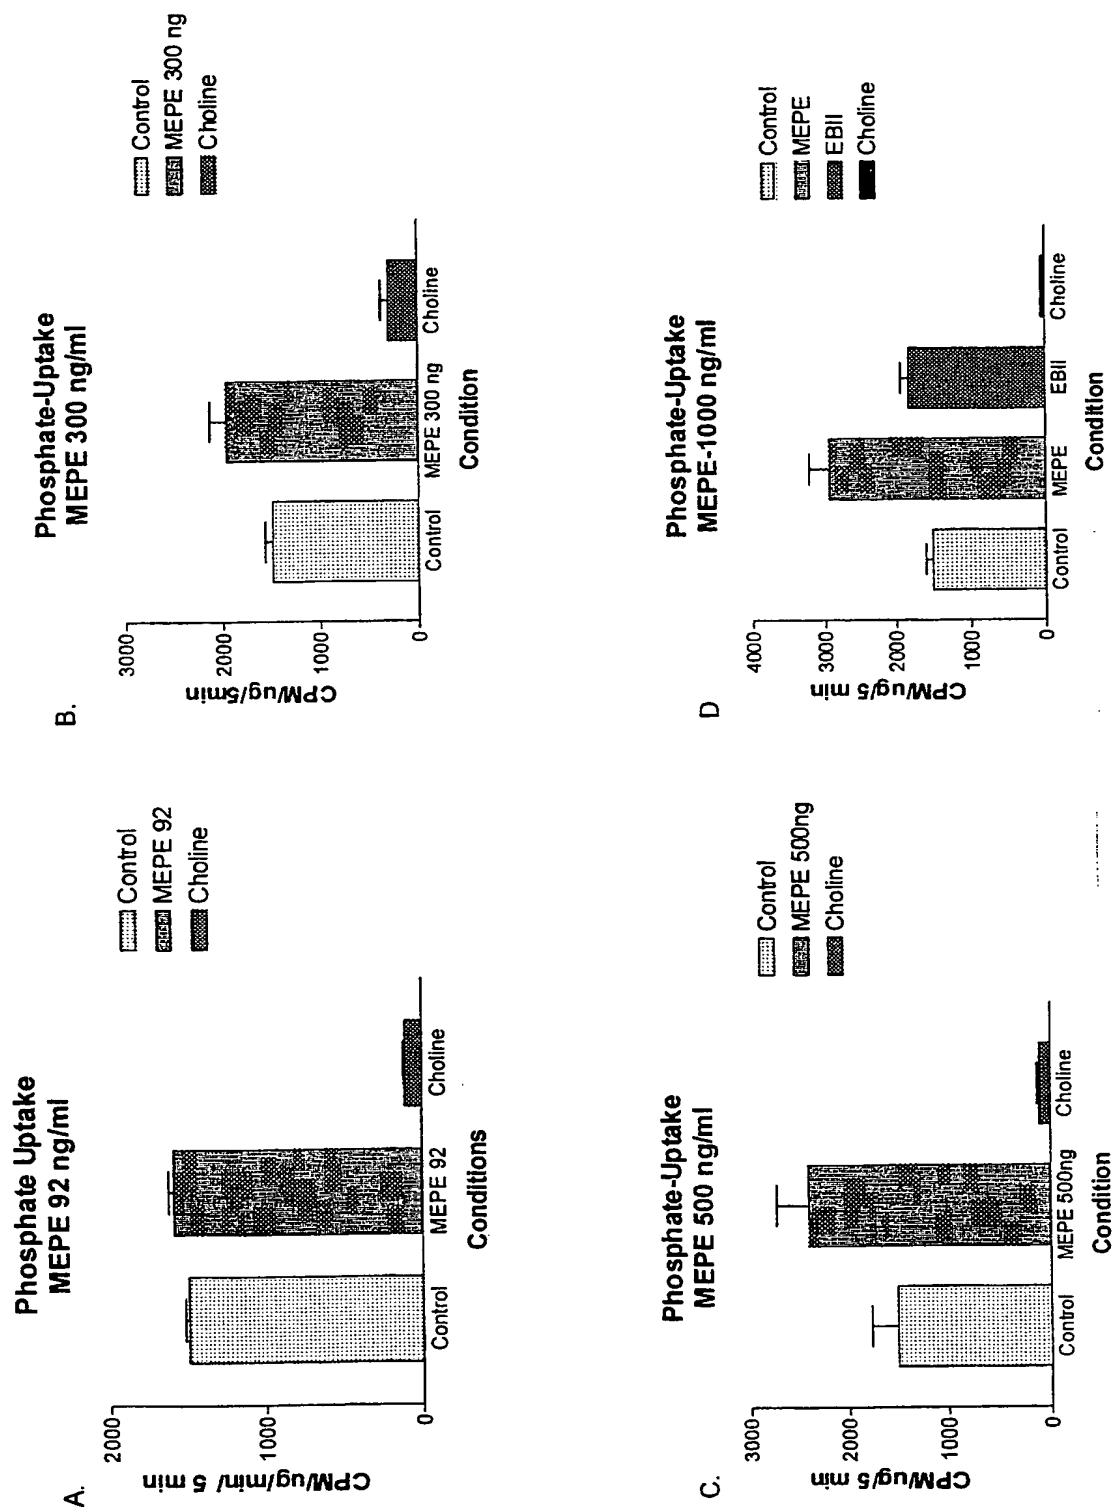 A.
Phosphate Uptake
MEPE 92 ng/ml
CPM/ug/min/ 5 min
2000
1000
0
Control
MEPE 92
Choline
Conditions
Control
MEPE 92
Choline
B.
Phosphate-Uptake
MEPE 300 ng/ml
CPM/ug/5min
3000
2000
1000
0
Control
MEPE 300 ng
Choline
Condition
Control
MEPE 300 ng
Choline
C.
Phosphate-Uptake
MEPE 500 ng/ml
CPM/ug/5 min
3000
2000
1000
0
Control
MEPE 500ng
Choline
Condition
Control
MEPE 500ng
Choline
D
Phosphate-Uptake
MEPE-1000 ng/ml
CPM/ug/5 min
4000
3000
2000
1000
0
Control
MEPE
EBII
Choline
Condition
Control
MEPE
EBII
Choline